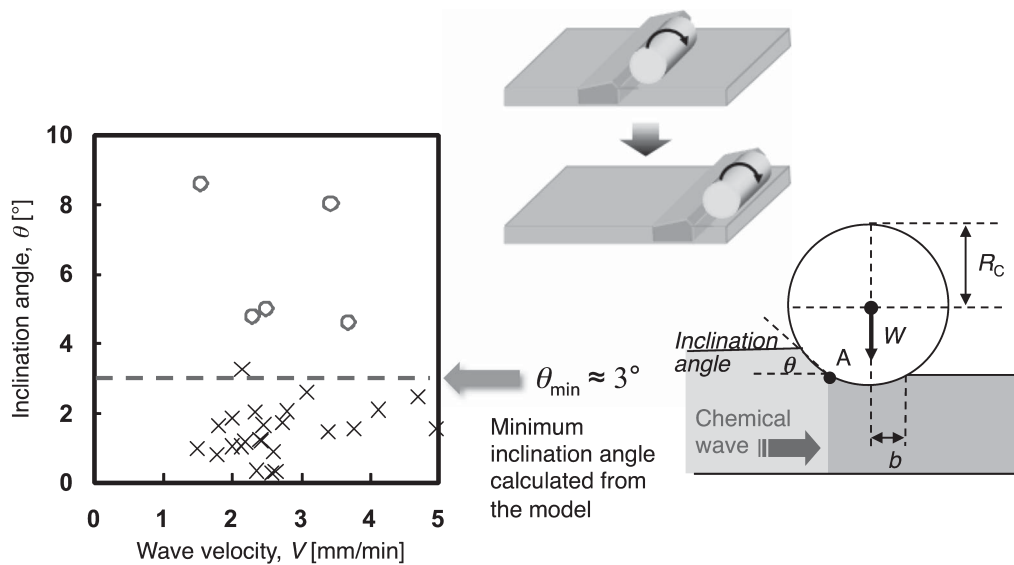 10
8
6
4
2
0
Inclination angle, θ [°]
0 1 2 3 4 5
Wave velocity, V [mm/min]
θmin ≈ 3°
Minimum
inclination angle
calculated from
the model
R_C
W
Inclination
angle
θ
A
Chemical
wave
b